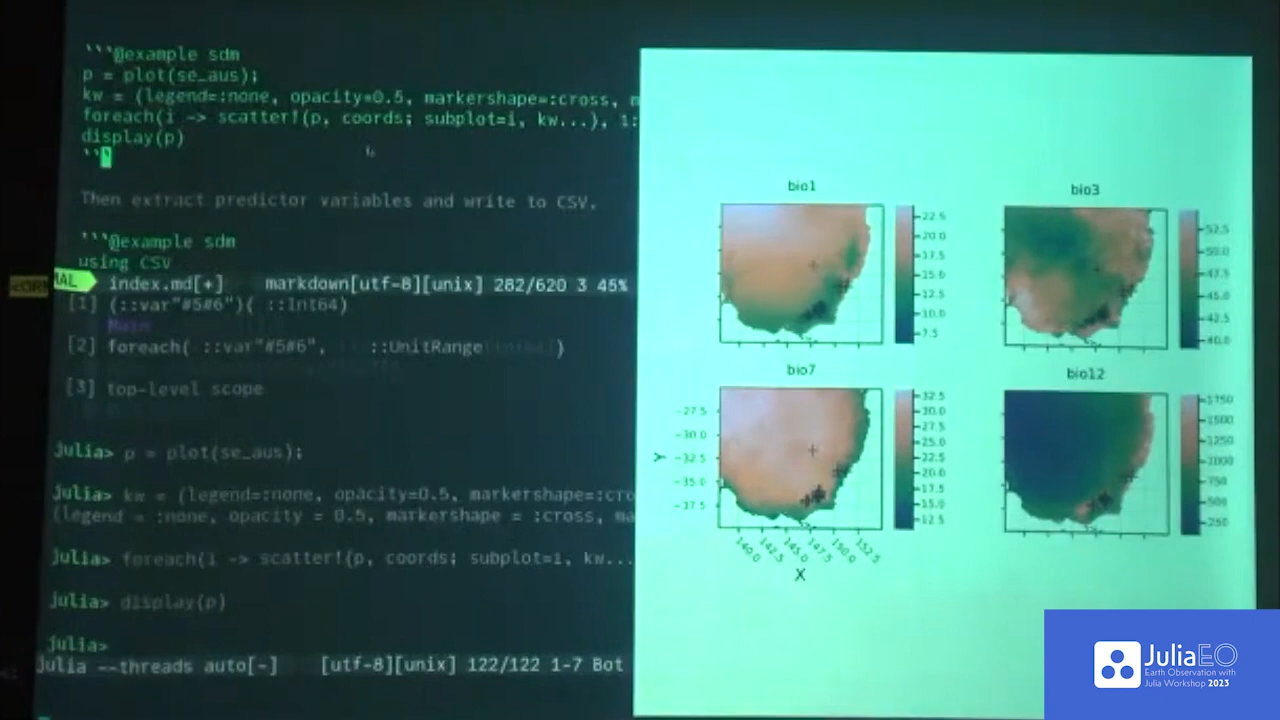 ```@example sdm
p = plot(se_aus);
kw = (legend=:none, opacity=0.5, markershape=:cross, m
foreach(i -> scatter!(p, coords; subplot=i, kw...), 1:
display(p)
```
Then extract predictor variables and write to CSV.
```@example sdm
using CSV
MAL index.md[+] markdown[utf-8][unix] 282/620 3 45%
[1] (::var"#5#6")( ::Int64)
Main
[2] foreach( ::var"#5#6", ::UnitRange )
[3] top-level scope
julia> p = plot(se_aus);
julia> kw = (legend=:none, opacity=0.5, markershape=:cro
(legend = :none, opacity = 0.5, markershape = :cross, ma
julia> foreach(i -> scatter!(p, coords; subplot=i, kw...
julia> display(p)
julia>
Julia --threads auto[-] [utf-8][unix] 122/122 1-7 Bot
bio1
22.5
20.0
17.5
15.0
12.5
10.0
7.5
bio3
52.5
50.0
47.5
45.0
42.5
40.0
bio7
-27.5
-30.0
-32.5
-35.0
-37.5
Y
140.0
142.5
145.0
147.5
150.0
152.5
X
32.5
30.0
27.5
25.0
22.5
20.0
17.5
15.0
12.5
bio12
1750
1500
1250
1000
750
500
250
JuliaEO
Earth Observation with
Julia Workshop 2023